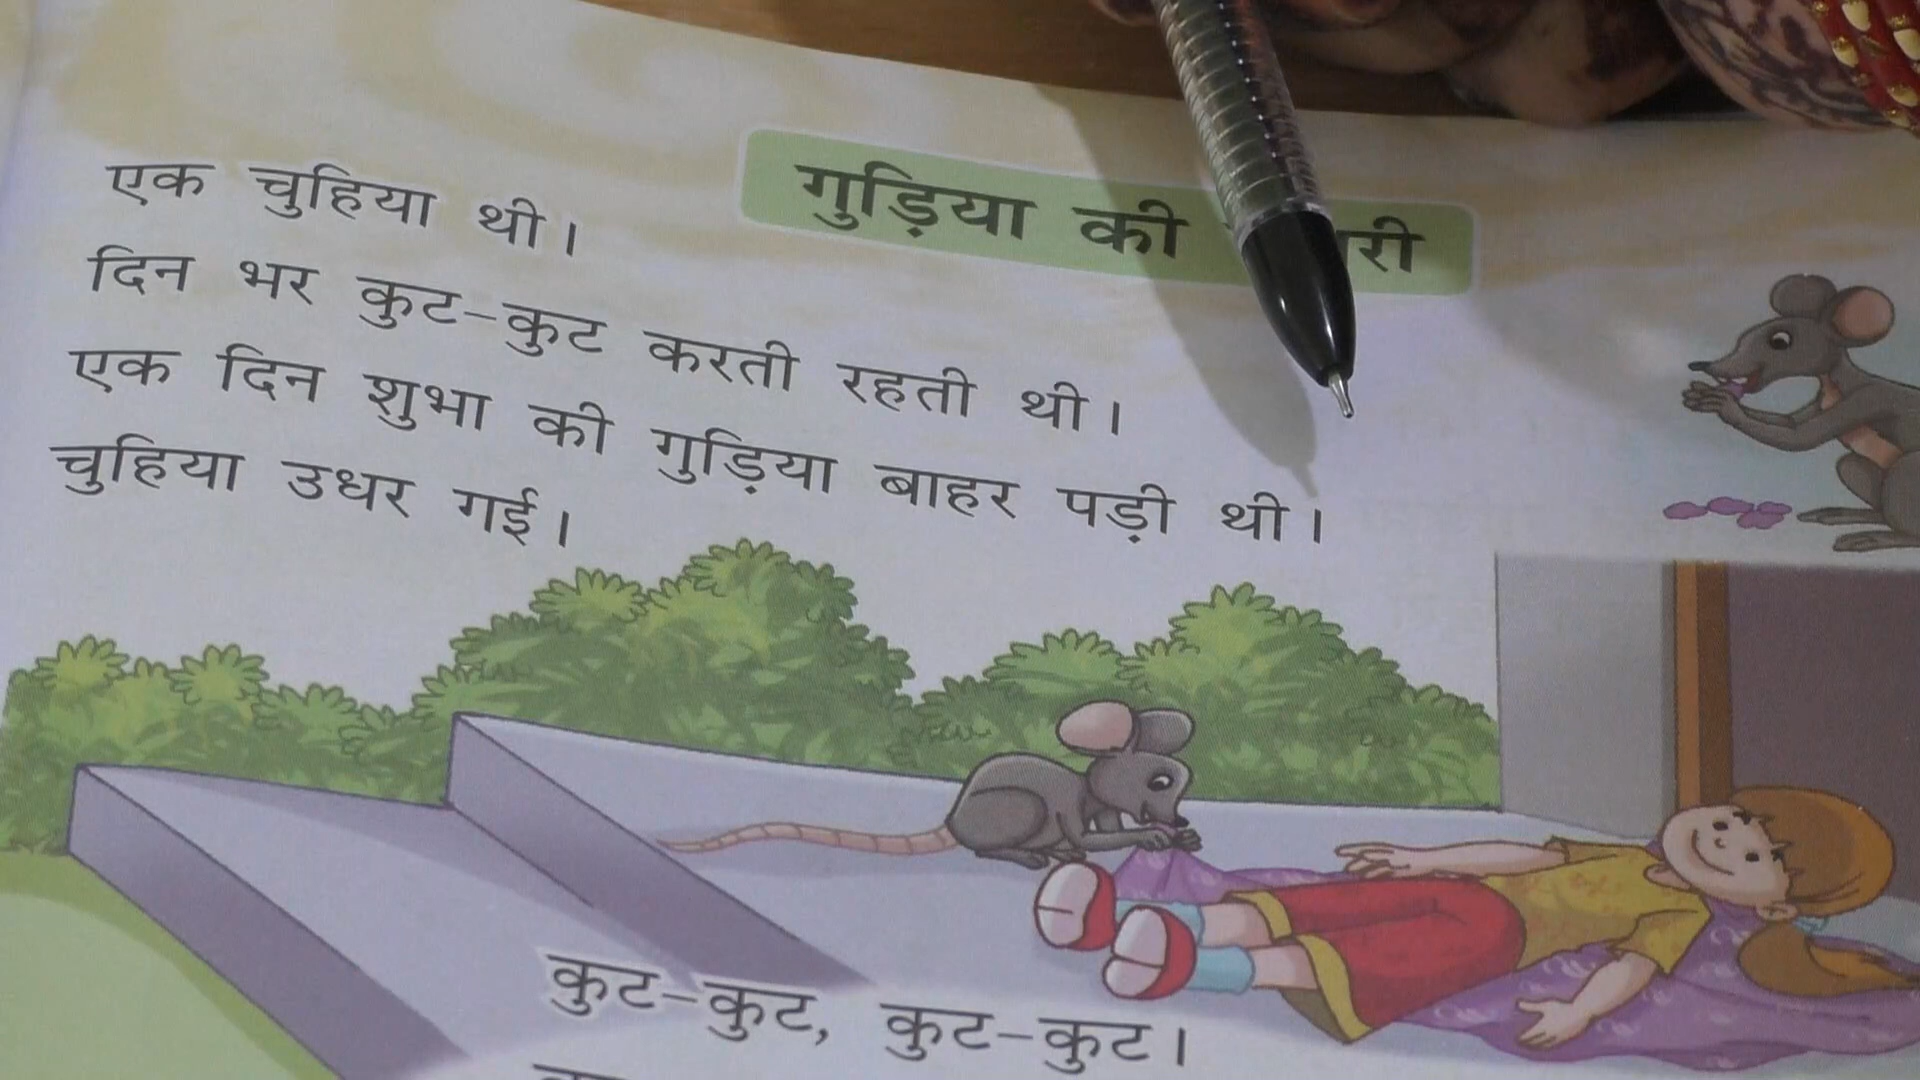 गुड़िया की
एक चुहिया थी।
दिन भर कुट-कुट करती रहती थी।
एक दिन शुभा की गुड़िया बाहर पड़ी थी।
चुहिया उधर गई।
कुट-कुट, कुट-कुट।